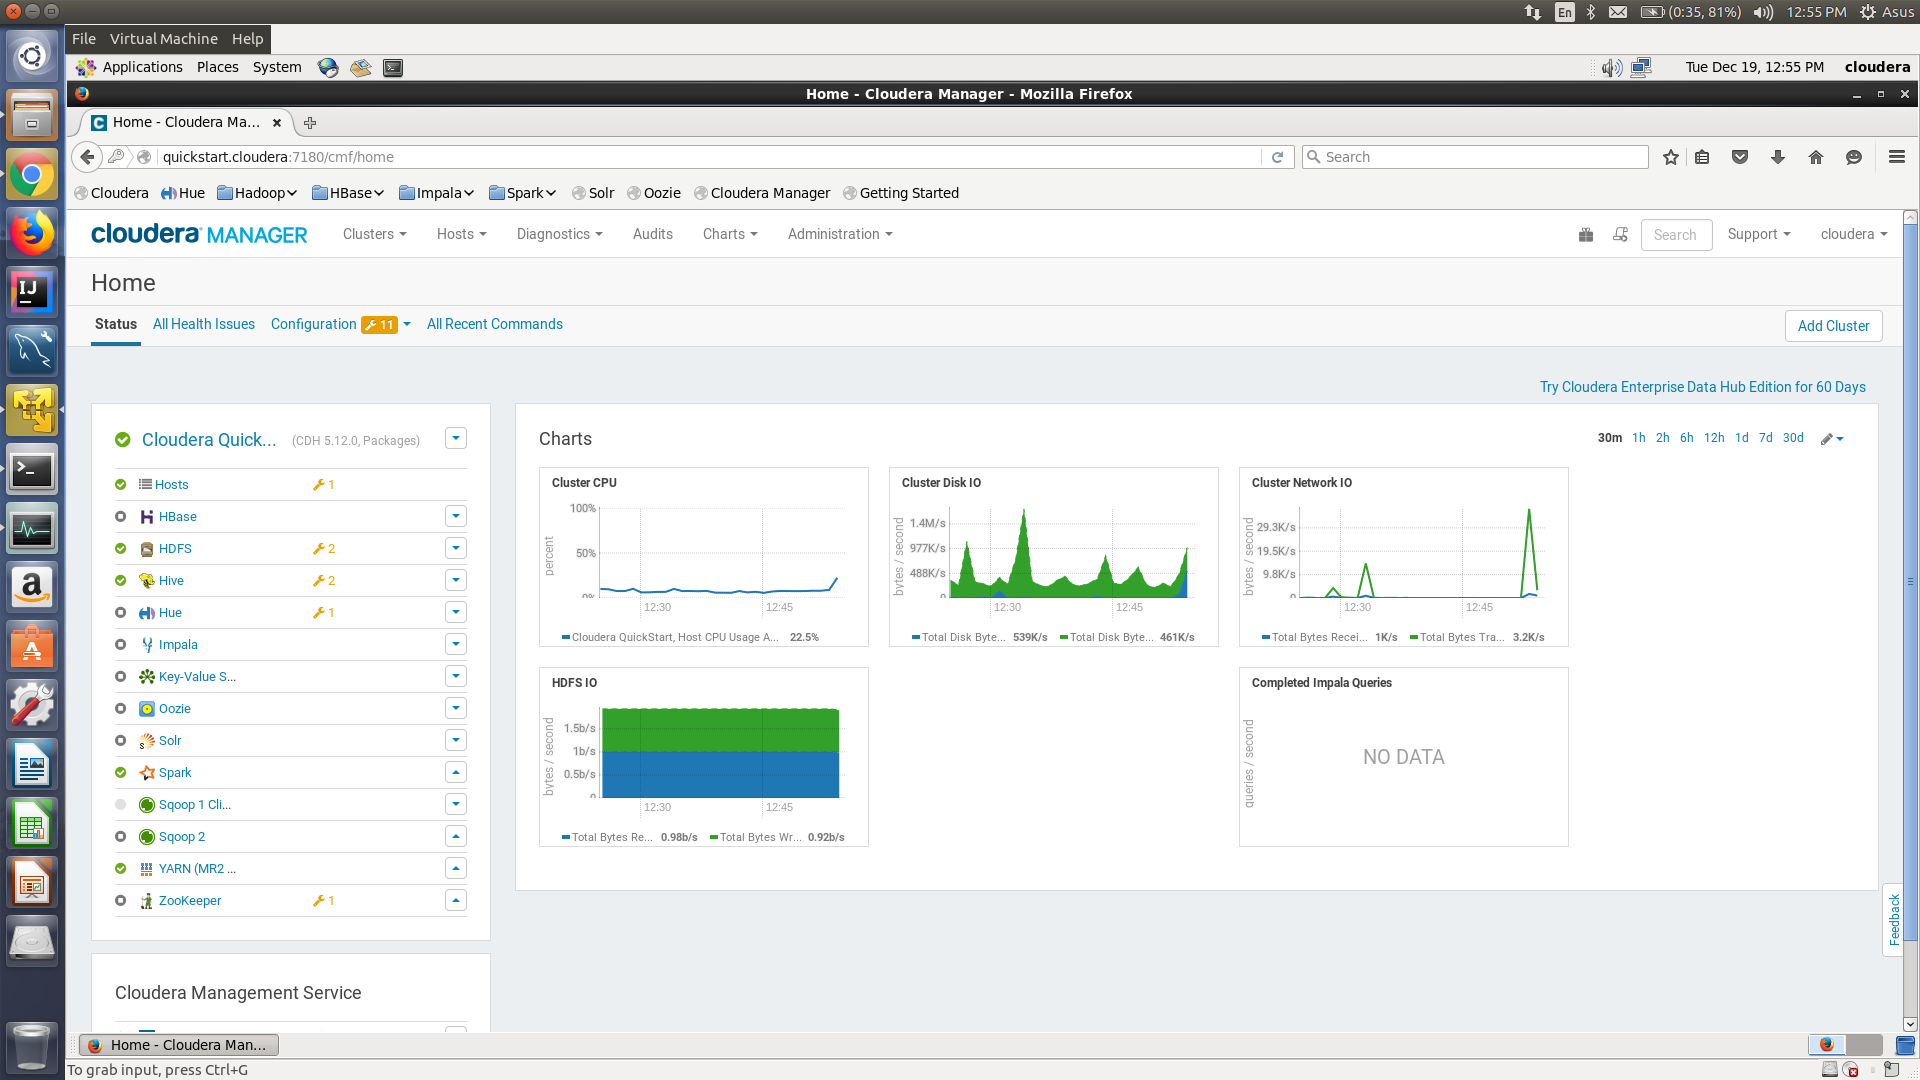 En (0:35, 81%) 12:55 PM Asus
File Virtual Machine Help
Applications Places System Tue Dec 19, 12:55 PM cloudera
Home - Cloudera Manager - Mozilla Firefox
Home - Cloudera Ma...
quickstart.cloudera:7180/cmf/home Search
Cloudera Hue Hadoop HBase Impala Spark Solr Oozie Cloudera Manager Getting Started
cloudera MANAGER Clusters Hosts Diagnostics Audits Charts Administration Search Support cloudera
Home
Status All Health Issues Configuration 11 All Recent Commands Add Cluster
Try Cloudera Enterprise Data Hub Edition for 60 Days
Cloudera Quick... (CDH 5.12.0, Packages)
Hosts 1
HBase
HDFS 2
Hive 2
Hue 1
Impala
Key-Value S...
Oozie
Solr
Spark
Sqoop 1 Cli...
Sqoop 2
YARN (MR2 ...
ZooKeeper 1
Cloudera Management Service
Charts 30m 1h 2h 6h 12h 1d 7d 30d
Cluster CPU
percent
100%
50%
0%
12:30 12:45
Cloudera QuickStart, Host CPU Usage A... 22.5%
Cluster Disk IO
bytes / second
1.4M/s
977K/s
488K/s
0
12:30 12:45
Total Disk Byte... 539K/s Total Disk Byte... 461K/s
Cluster Network IO
bytes / second
29.3K/s
19.5K/s
9.8K/s
0
12:30 12:45
Total Bytes Recei... 1K/s Total Bytes Tra... 3.2K/s
HDFS IO
bytes / second
1.5b/s
1b/s
0.5b/s
0
12:30 12:45
Total Bytes Re... 0.98b/s Total Bytes Wr... 0.92b/s
Completed Impala Queries
queries / second
NO DATA
Feedback
Home - Cloudera Man...
To grab input, press Ctrl+G